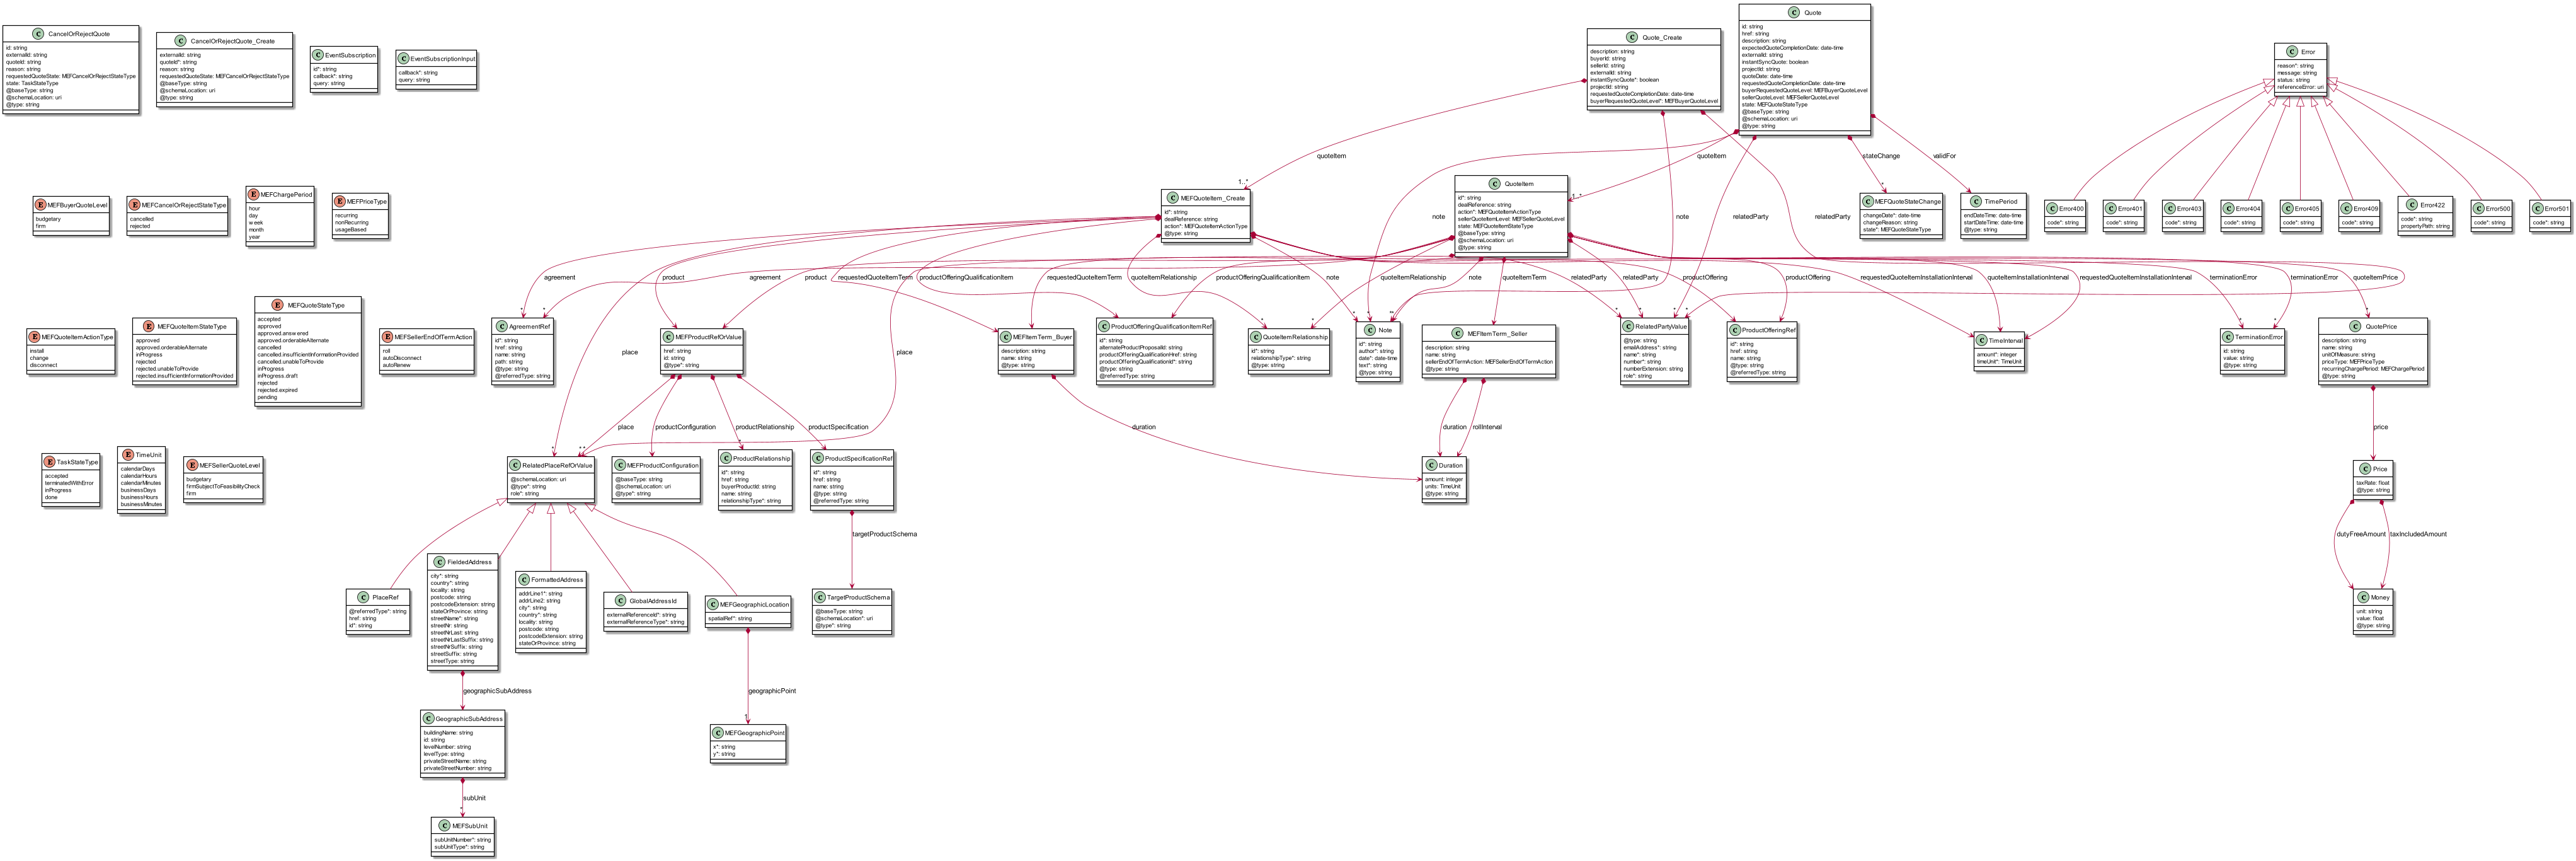 CancelOrRejectQuote
id: string
externalId: string
quoteId: string
reason: string
requestedQuoteState: MEFCancelOrRejectStateType
state: TaskStateType
@baseType: string
@schemaLocation: uri
@type: string
CancelOrRejectQuote_Create
externalId: string
quoteId*: string
reason: string
requestedQuoteState: MEFCancelOrRejectStateType
@baseType: string
@schemaLocation: uri
@type: string
EventSubscription
id*: string
callback*: string
query: string
EventSubscriptionInput
callback*: string
query: string
Quote_Create
description: string
buyerId: string
sellerId: string
externalId: string
instantSyncQuote*: boolean
projectId: string
requestedQuoteCompletionDate: date-time
buyerRequestedQuoteLevel*: MEFBuyerQuoteLevel
Quote
id: string
href: string
description: string
expectedQuoteCompletionDate: date-time
externalId: string
instantSyncQuote: boolean
projectId: string
quoteDate: date-time
requestedQuoteCompletionDate: date-time
buyerRequestedQuoteLevel: MEFBuyerQuoteLevel
sellerQuoteLevel: MEFSellerQuoteLevel
state: MEFQuoteStateType
@baseType: string
@schemaLocation: uri
@type: string
Error
reason*: string
message: string
status: string
referenceError: uri
quoteItem
quoteItem
stateChange
validFor
1..*
1..*
*
MEFBuyerQuoteLevel
budgetary
firm
MEFCancelOrRejectStateType
cancelled
rejected
MEFChargePeriod
hour
day
week
month
year
MEFPriceType
recurring
nonRecurring
usageBased
MEFQuoteItem_Create
id*: string
dealReference: string
action*: MEFQuoteItemActionType
@type: string
note
QuoteItem
id*: string
dealReference: string
action*: MEFQuoteItemActionType
sellerQuoteItemLevel: MEFSellerQuoteLevel
state: MEFQuoteItemStateType
@baseType: string
@schemaLocation: uri
@type: string
note
relatedParty
relatedParty
MEFQuoteStateChange
changeDate*: date-time
changeReason: string
state*: MEFQuoteStateType
TimePeriod
endDateTime: date-time
startDateTime: date-time
@type: string
Error400
code*: string
Error401
code*: string
Error403
code*: string
Error404
code*: string
Error405
code*: string
Error409
code*: string
Error422
code*: string
propertyPath: string
Error500
code*: string
Error501
code*: string
agreement
product
agreement
product
requestedQuoteItemTerm
productOfferingQualificationItem
requestedQuoteItemTerm
quoteItemRelationship
productOfferingQualificationItem
note
quoteItemRelationship
note
quoteItemTerm
relatedParty
relatedParty
productOffering
productOffering
requestedQuoteItemInstallationInterval
quoteItemInstallationInterval
requestedQuoteItemInstallationInterval
terminationError
terminationError
quoteItemPrice
MEFQuoteItemActionType
install
change
disconnect
MEFQuoteItemStateType
approved
approved.orderableAlternate
inProgress
rejected
rejected.unableToProvide
rejected.insufficientInformationProvided
MEFQuoteStateType
accepted
approved
approved.answered
approved.orderableAlternate
cancelled
cancelled.insufficientInformationProvided
cancelled.unableToProvide
inProgress
inProgress.draft
rejected
rejected.expired
pending
MEFSellerEndOfTermAction
roll
autoDisconnect
autoRenew
AgreementRef
id*: string
href: string
name: string
path: string
@type: string
@referredType: string
place
MEFProductRefOrValue
href: string
id: string
@type*: string
place
MEFItemTerm_Buyer
description: string
name: string
@type: string
ProductOfferingQualificationItemRef
id*: string
alternateProductProposalId: string
productOfferingQualificationHref: string
productOfferingQualificationId*: string
@type: string
@referredType: string
QuoteItemRelationship
id*: string
relationshipType*: string
@type: string
Note
id*: string
author*: string
date*: date-time
text*: string
@type: string
MEFItemTerm_Seller
description: string
name: string
sellerEndOfTermAction: MEFSellerEndOfTermAction
@type: string
RelatedPartyValue
@type: string
emailAddress*: string
name*: string
number*: string
numberExtension: string
role*: string
ProductOfferingRef
id*: string
href: string
name: string
@type: string
@referredType: string
TimeInterval
amount*: integer
timeUnit*: TimeUnit
TerminationError
id: string
value: string
@type: string
QuotePrice
description: string
name: string
unitOfMeasure: string
priceType: MEFPriceType
recurringChargePeriod: MEFChargePeriod
@type: string
place
productConfiguration
productRelationship
productSpecification
duration
duration
rollInterval
price
TaskStateType
accepted
terminatedWithError
inProgress
done
TimeUnit
calendarDays
calendarHours
calendarMinutes
businessDays
businessHours
businessMinutes
MEFSellerQuoteLevel
budgetary
firmSubjectToFeasibilityCheck
firm
RelatedPlaceRefOrValue
@schemaLocation: uri
@type*: string
role*: string
MEFProductConfiguration
@baseType: string
@schemaLocation: uri
@type*: string
ProductRelationship
id*: string
href: string
buyerProductId: string
name: string
relationshipType*: string
ProductSpecificationRef
id*: string
href: string
name: string
@type: string
@referredType: string
Duration
amount: integer
units: TimeUnit
@type: string
Price
taxRate: float
@type: string
targetProductSchema
dutyFreeAmount
taxIncludedAmount
PlaceRef
@referredType*: string
href: string
id*: string
FieldedAddress
city*: string
country*: string
locality: string
postcode: string
postcodeExtension: string
stateOrProvince: string
streetName*: string
streetNr: string
streetNrLast: string
streetNrLastSuffix: string
streetNrSuffix: string
streetSuffix: string
streetType: string
FormattedAddress
addrLine1*: string
addrLine2: string
city*: string
country*: string
locality: string
postcode: string
postcodeExtension: string
stateOrProvince: string
GlobalAddressId
externalReferenceId*: string
externalReferenceType*: string
MEFGeographicLocation
spatialRef*: string
TargetProductSchema
@baseType: string
@schemaLocation*: uri
@type*: string
Money
unit: string
value: float
@type: string
geographicSubAddress
geographicPoint
1
GeographicSubAddress
buildingName: string
id: string
levelNumber: string
levelType: string
privateStreetName: string
privateStreetNumber: string
MEFGeographicPoint
x*: string
y*: string
subUnit
*
MEFSubUnit
subUnitNumber*: string
subUnitType*: string